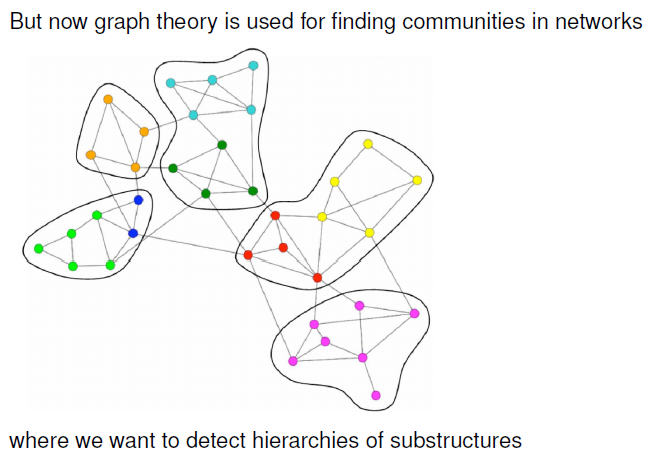 But now graph theory is used for finding communities in networks
where we want to detect hierarchies of substructures